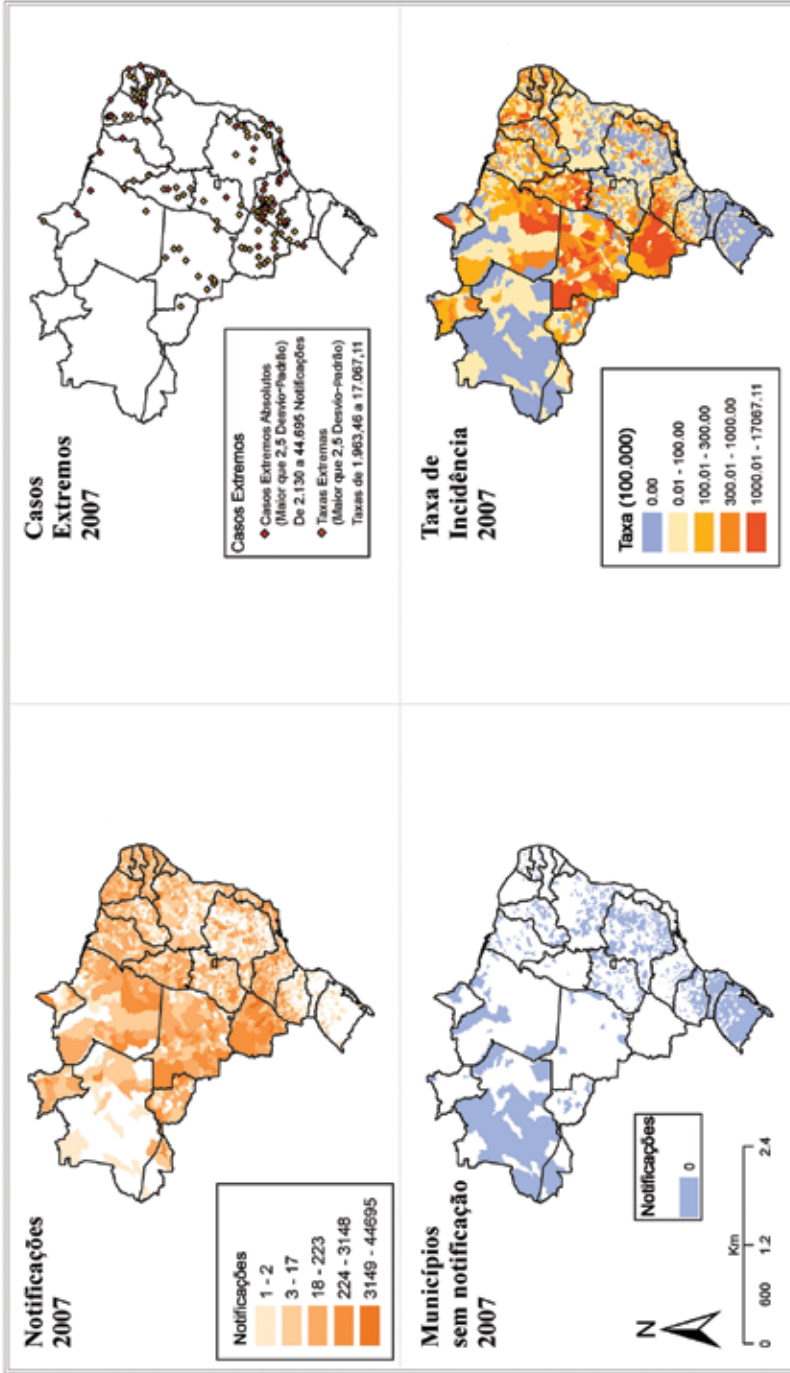 Notificações
2007
Notificações
1 - 2
3 - 17
18 - 223
224 - 3148
3149 - 44695
Casos
Extremos
2007
Casos Extremos
Casos Extremos Absolutos
(Maior que 2,5 Desvio-Padrão)
De 2.130 a 44.695 Notificações
Taxas Extremas
(Maior que 2,5 Desvio-Padrão)
Taxas de 1.963,46 a 17.067,11
Municípios
sem notificação
2007
Notificações
0
N
Km
0 600 1.2 2.4
Taxa de
Incidência
2007
Taxa (100.000)
0.00
0.01 - 100.00
100.01 - 300.00
300.01 - 1000.00
1000.01 - 17067.11